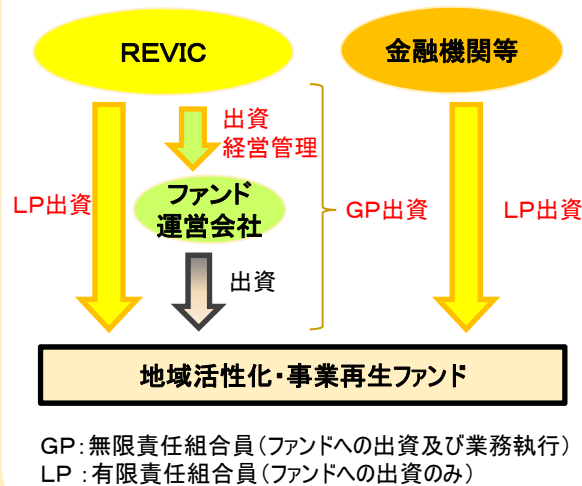 REVIC
金融機関等
出資
経営管理
LP出資
ファンド
運営会社
GP出資
LP出資
出資
地域活性化・事業再生ファンド
GP：無限責任組合員（ファンドへの出資及び業務執行）
LP：有限責任組合員（ファンドへの出資のみ）